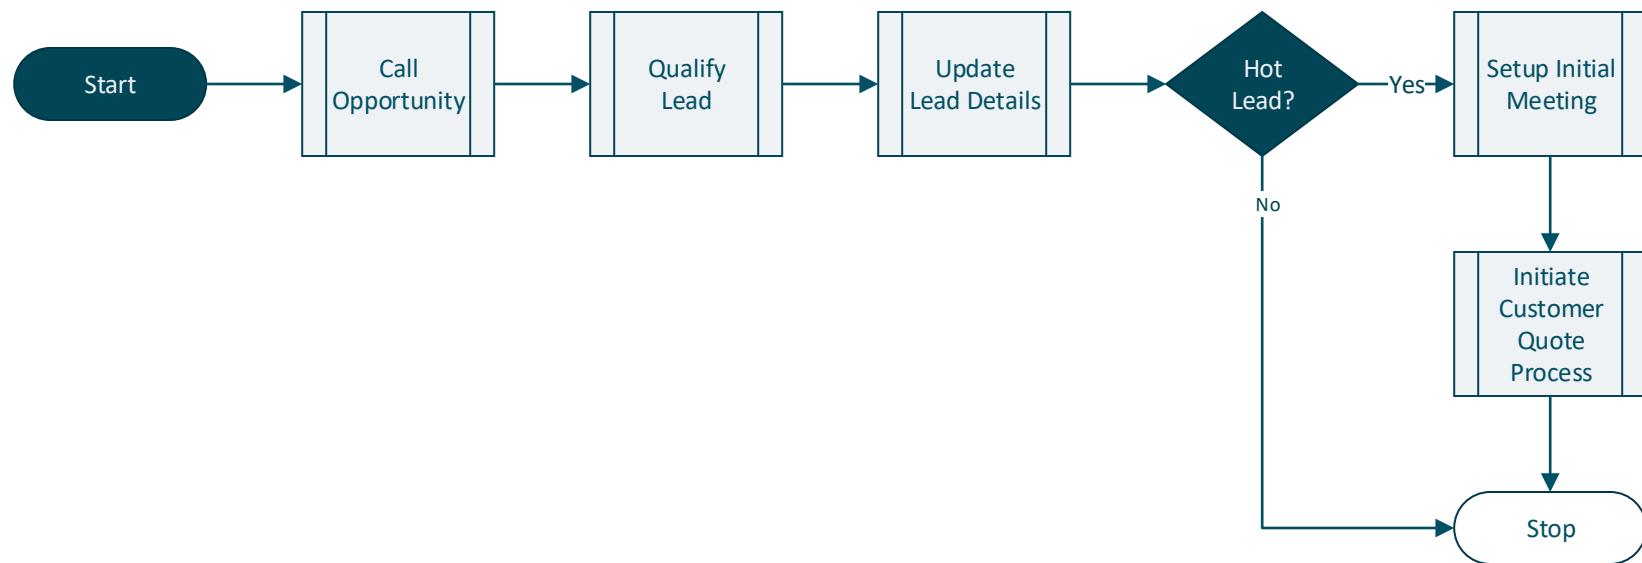 Start
Call
Opportunity
Qualify
Lead
Update
Lead Details
Hot
Lead?
Yes
Setup Initial
Meeting
No
Initiate
Customer
Quote
Process
Stop